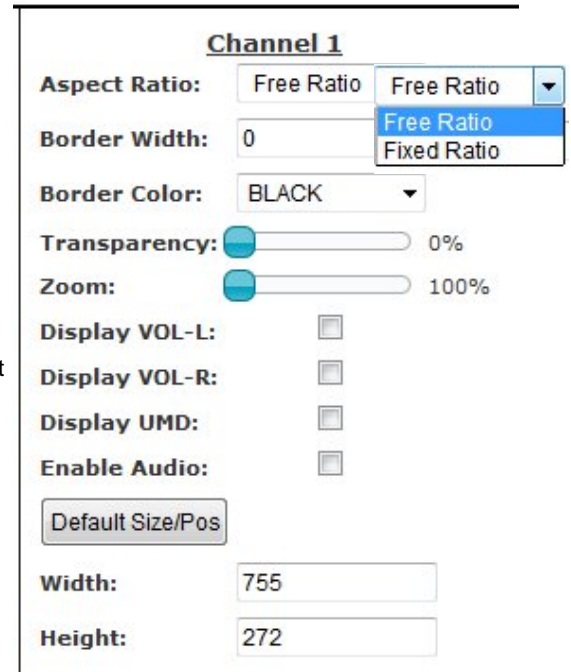 Channel 1
Aspect Ratio: Free Ratio Free Ratio
Free Ratio
Border Width: 0
Fixed Ratio
Border Color: BLACK
Transparency: 0%
Zoom: 100%
Display VOL-L:
t
Display VOL-R:
Display UMD:
Enable Audio:
Default Size/Pos
Width: 755
Height: 272